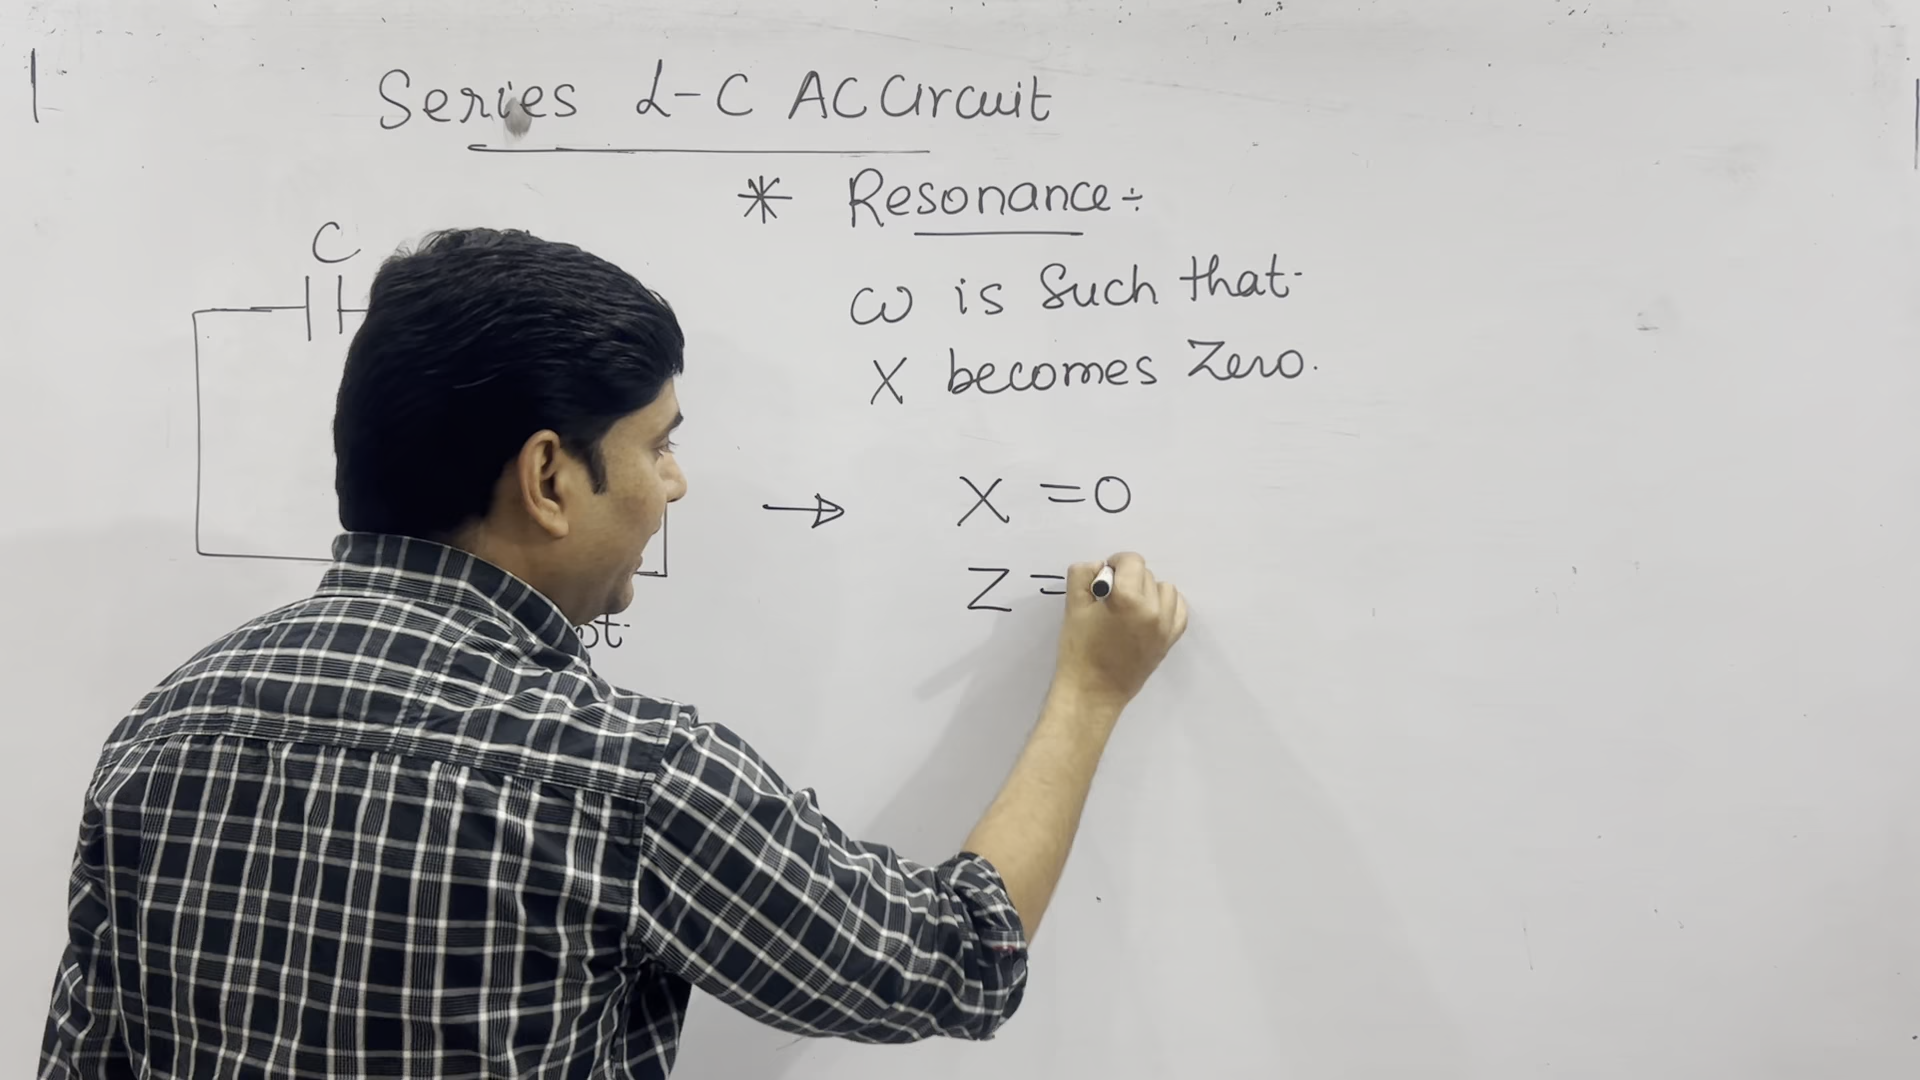 Series L-C AC Circuit
* Resonance÷
C
ω is Such that
X becomes Zero.
X = 0
Z =